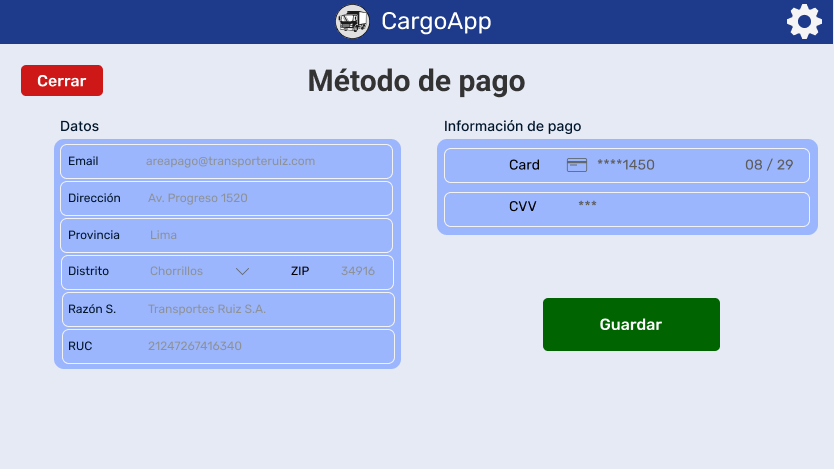 CargoApp
Cerrar
Método de pago
Datos
Email areapago@transporteruiz.com
Dirección Av. Progreso 1520
Provincia Lima
Distrito Chorrillos ZIP 34916
Razón S. Transportes Ruiz S.A.
RUC 21247267416340
Información de pago
Card ****1450 08 / 29
CVV ***
Guardar